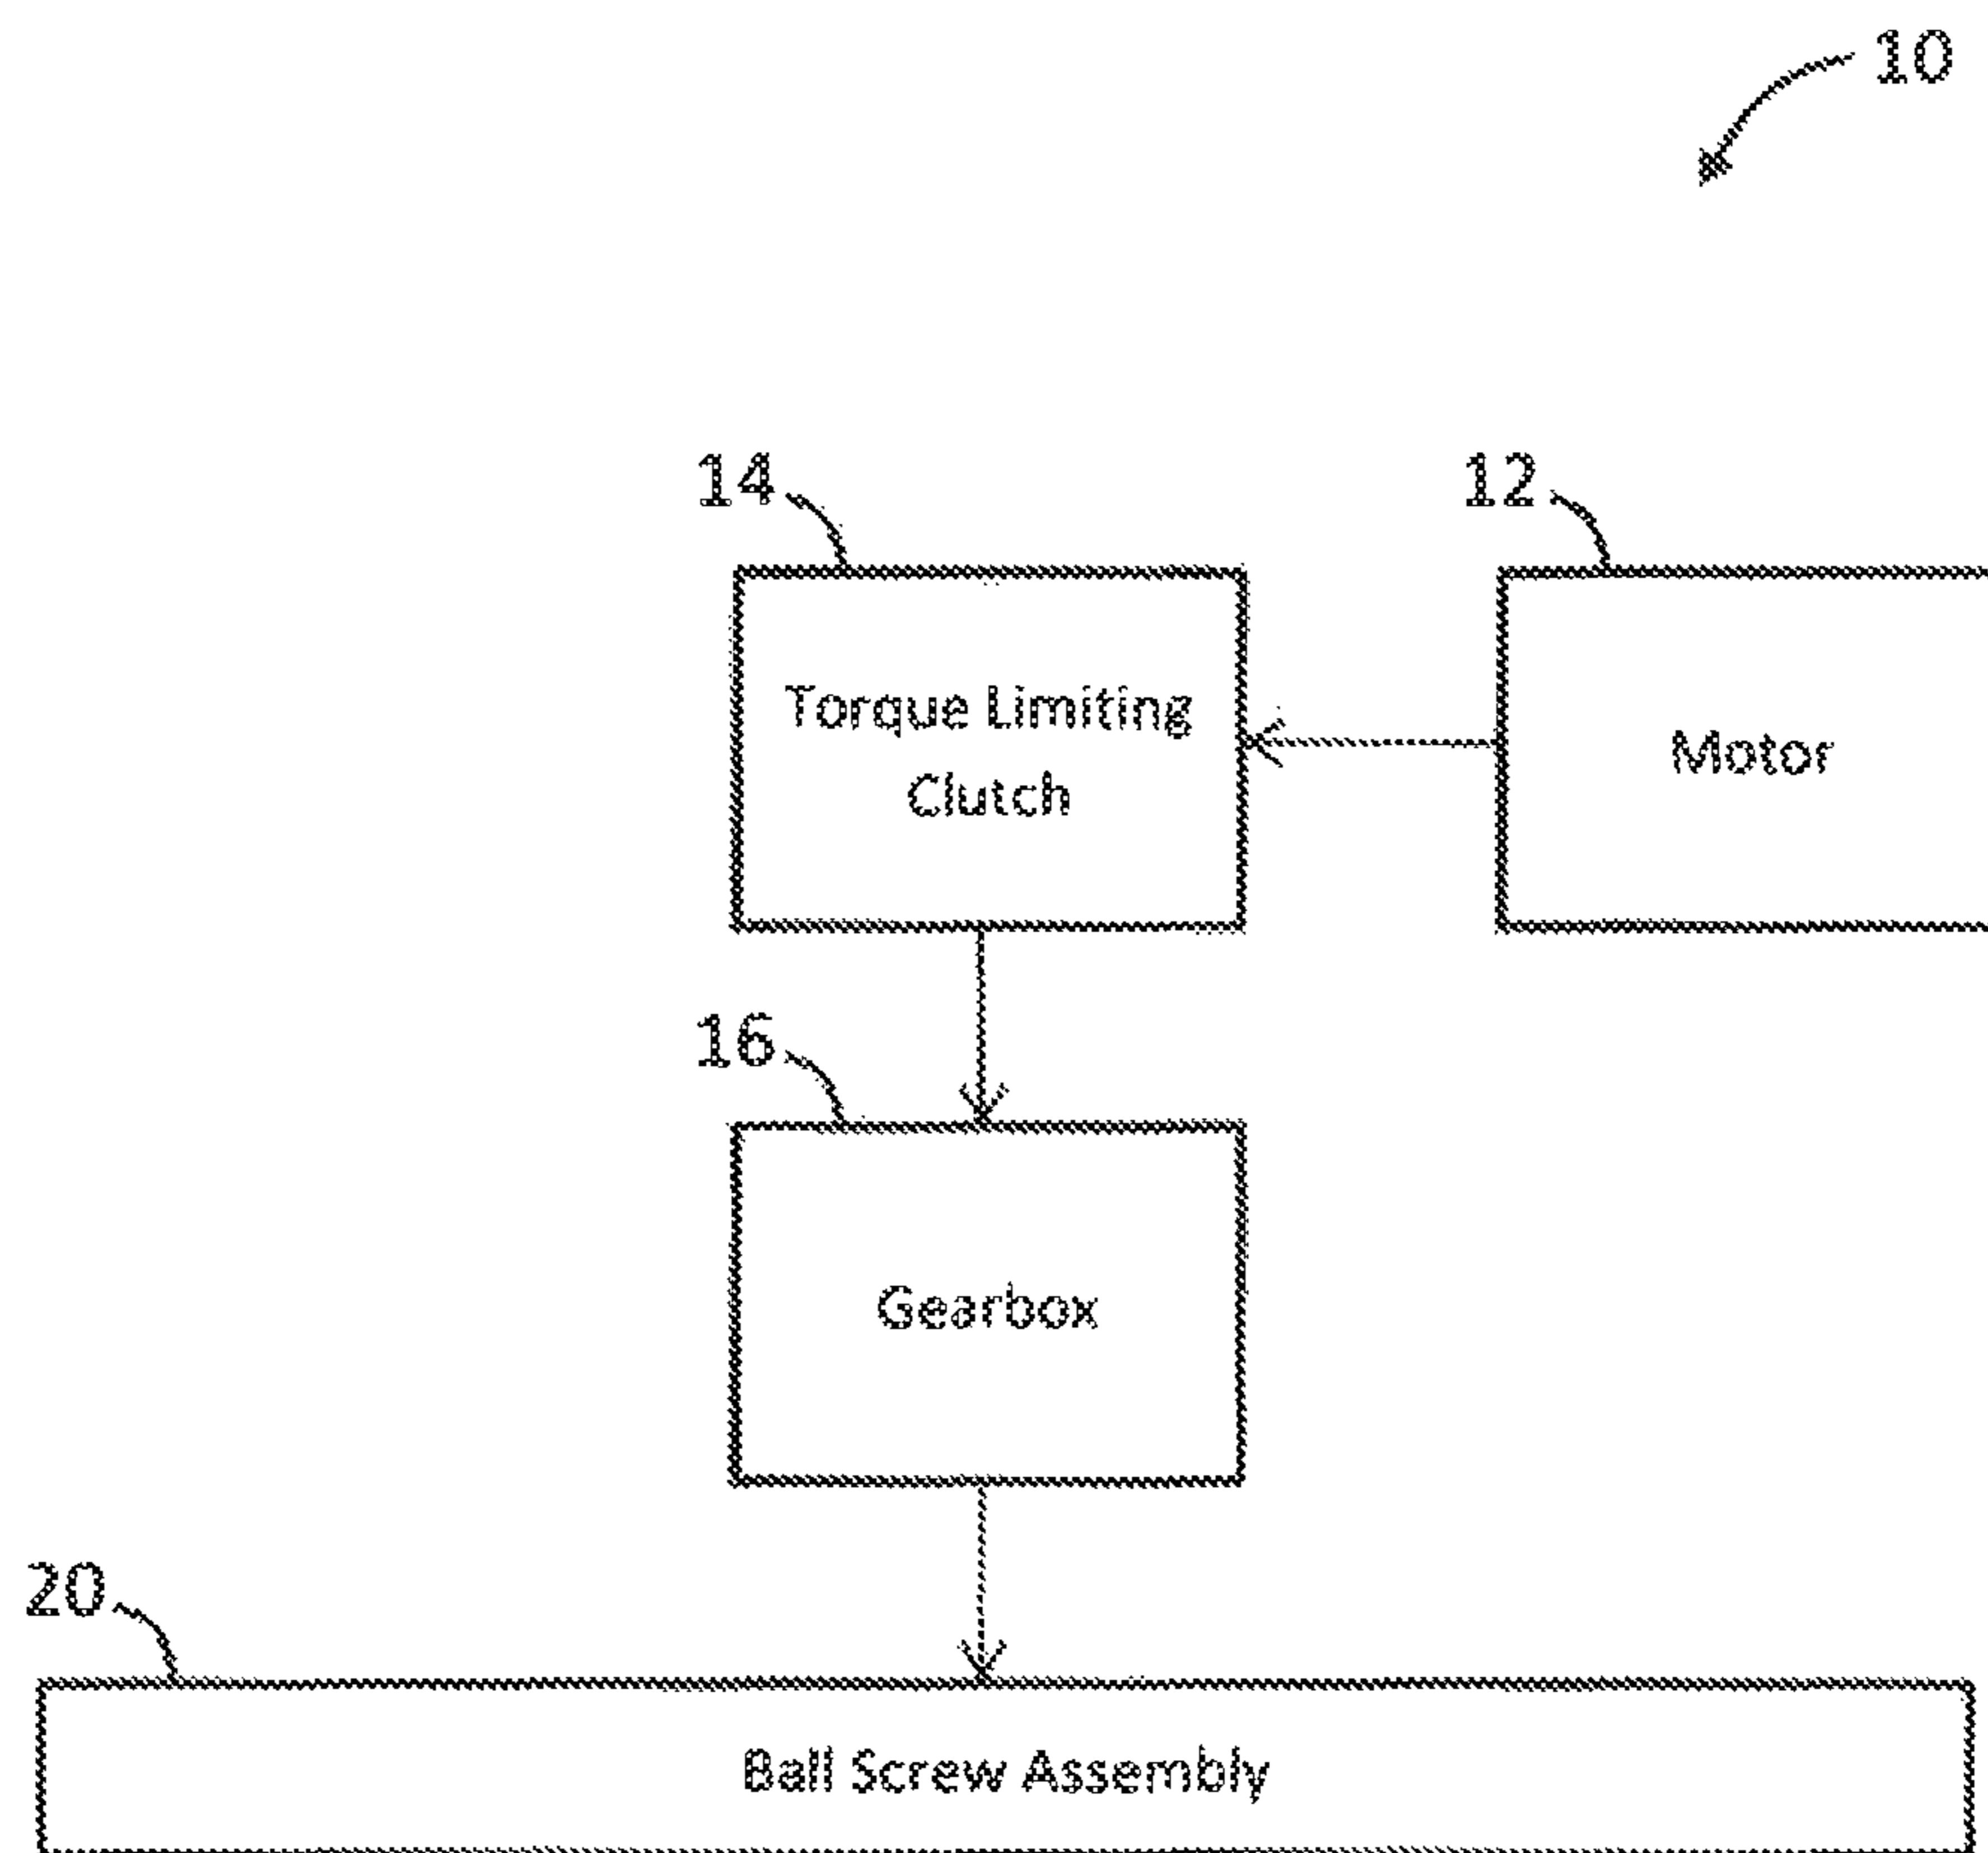 10
14
12
Torque Limiting
Clutch
Motor
16
Gearbox
20
Ball Screw Assembly